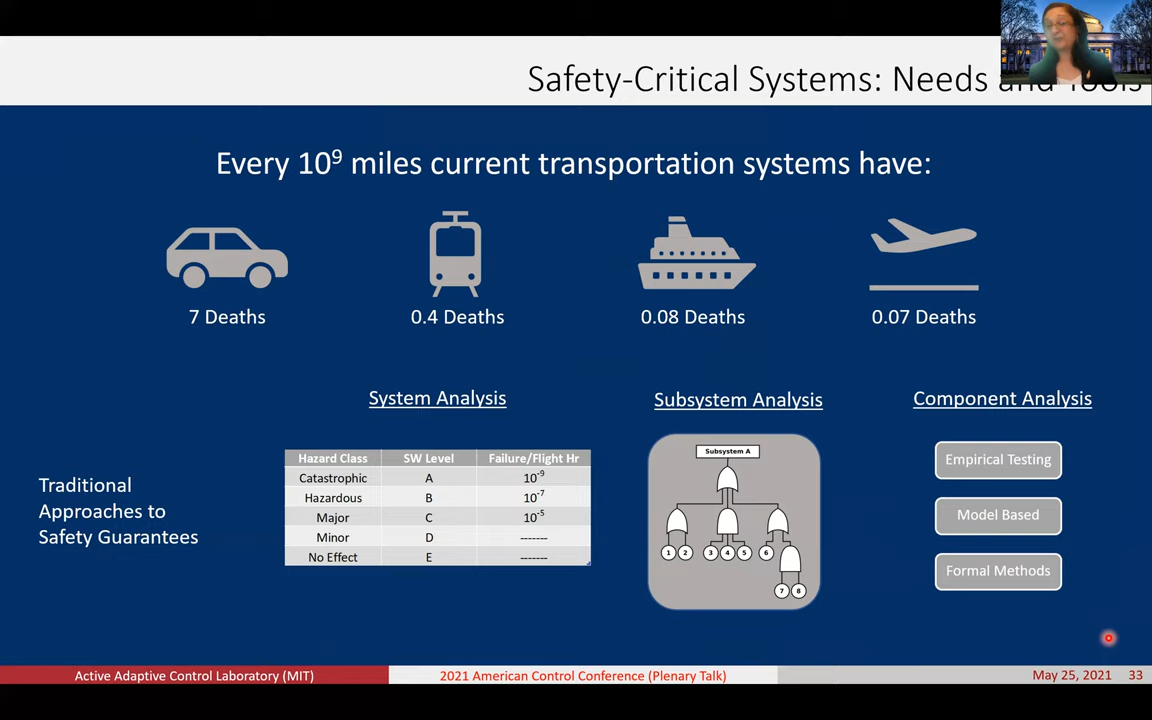 Safety-Critical Systems: Needs and Tools
Every 10⁹ miles current transportation systems have:
7 Deaths
0.4 Deaths
0.08 Deaths
0.07 Deaths
System Analysis
Subsystem Analysis
Component Analysis
Traditional
Approaches to
Safety Guarantees
Hazard Class SW Level Failure/Flight Hr
Catastrophic A 10⁻⁹
Hazardous B 10⁻⁷
Major C 10⁻⁵
Minor D -------
No Effect E -------
Subsystem A
1 2 3 4 5 6
7 8
Empirical Testing
Model Based
Formal Methods
Active Adaptive Control Laboratory (MIT)
2021 American Control Conference (Plenary Talk)
May 25, 2021 33